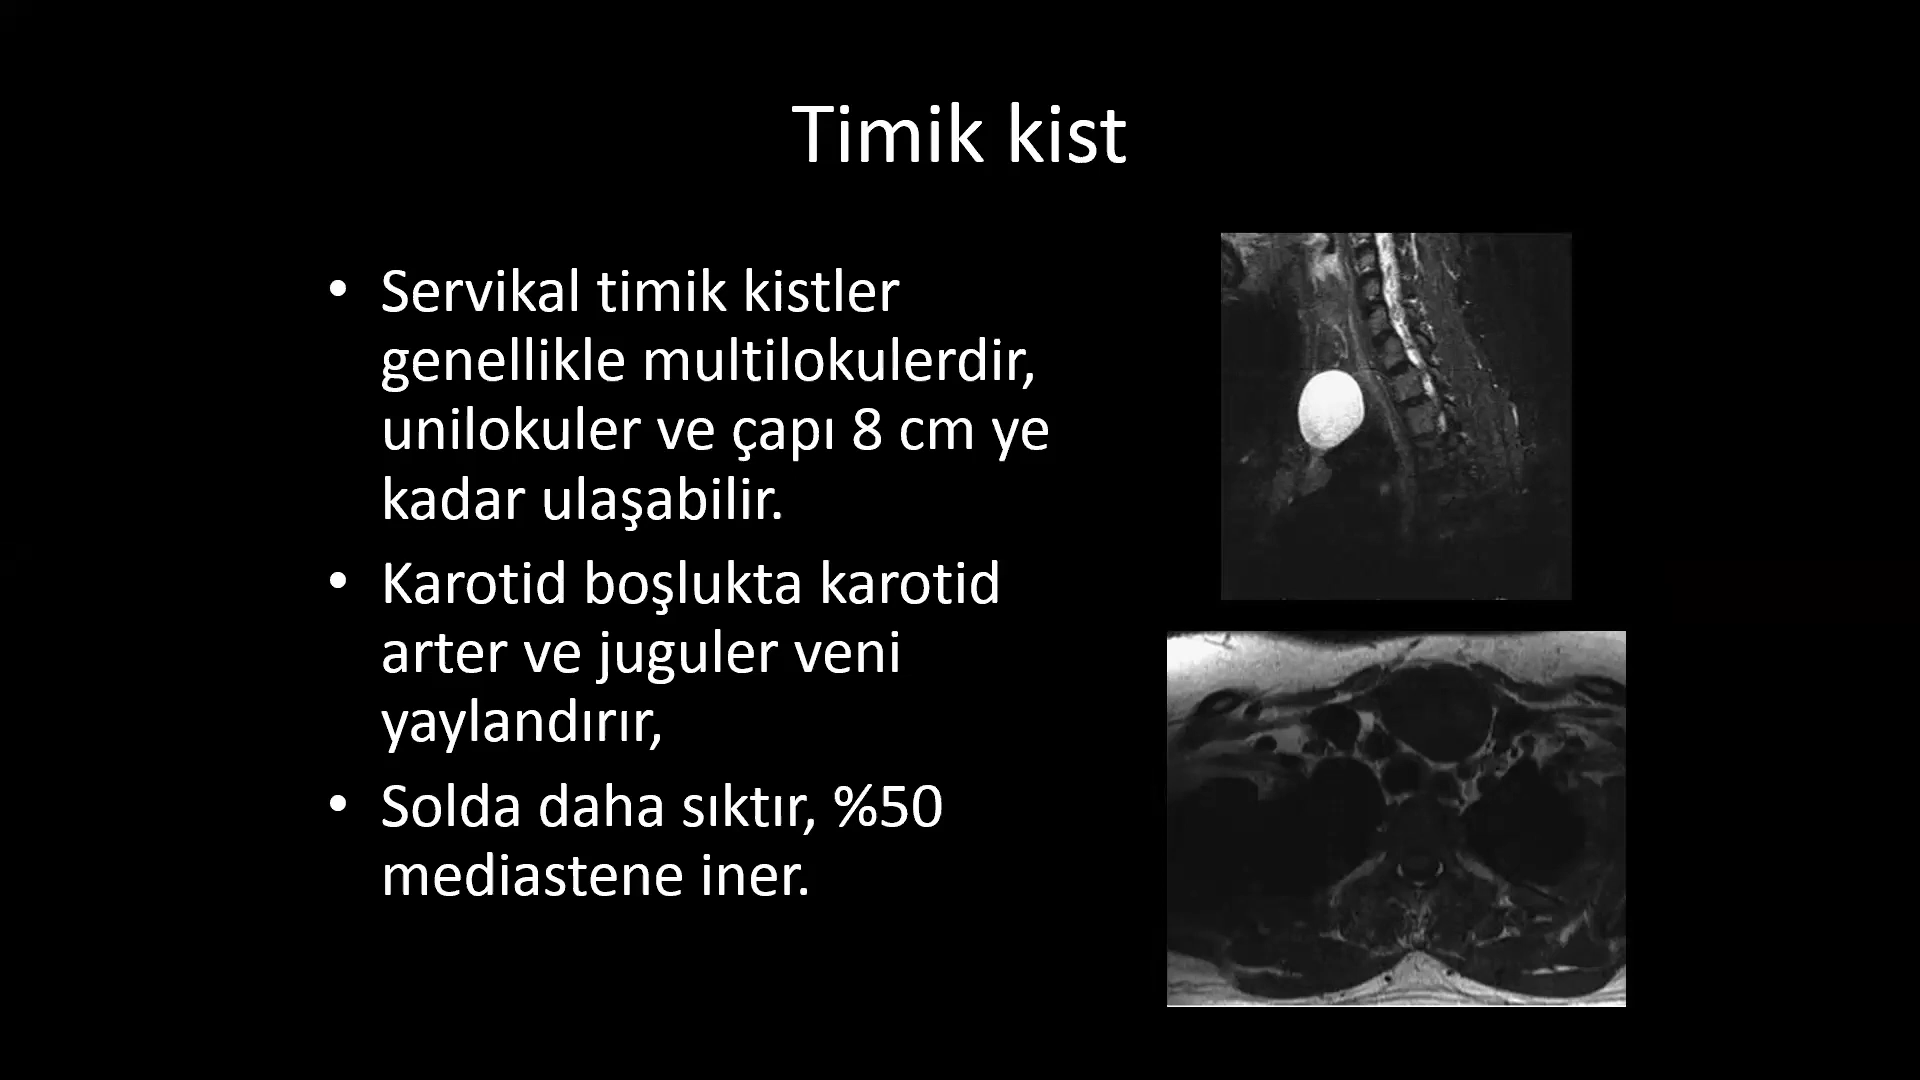 Timik kist
• Servikal timik kistler
genellikle multilokulerdir,
unilokuler ve çapı 8 cm ye
kadar ulaşabilir.
• Karotid boşlukta karotid
arter ve juguler veni
yaylandırır,
• Solda daha sıktır, %50
mediastene iner.